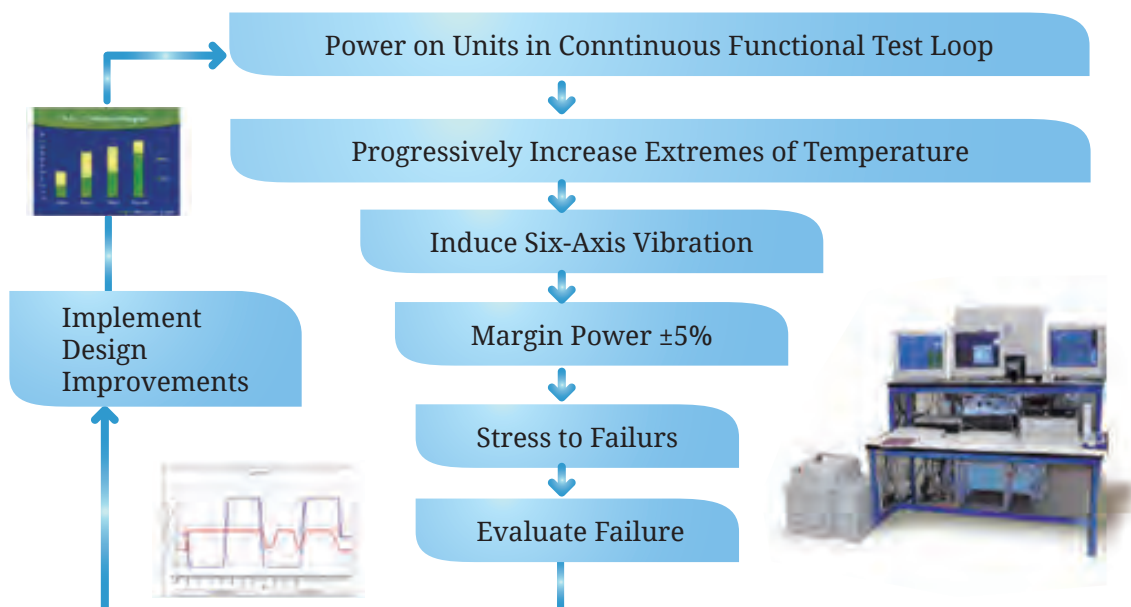 Power on Units in Conntinuous Functional Test Loop
Progressively Increase Extremes of Temperature
Induce Six-Axis Vibration
Implement
Design
Improvements
Margin Power ±5%
Stress to Failurs
Evaluate Failure